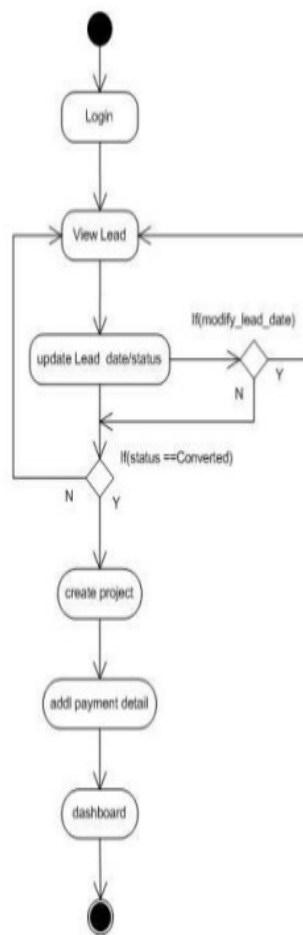 Login
View Lead
If(modify_lead_date)
update Lead date/status
Y
N
If(status ==Converted)
N
Y
create project
addl payment detail
dashboard